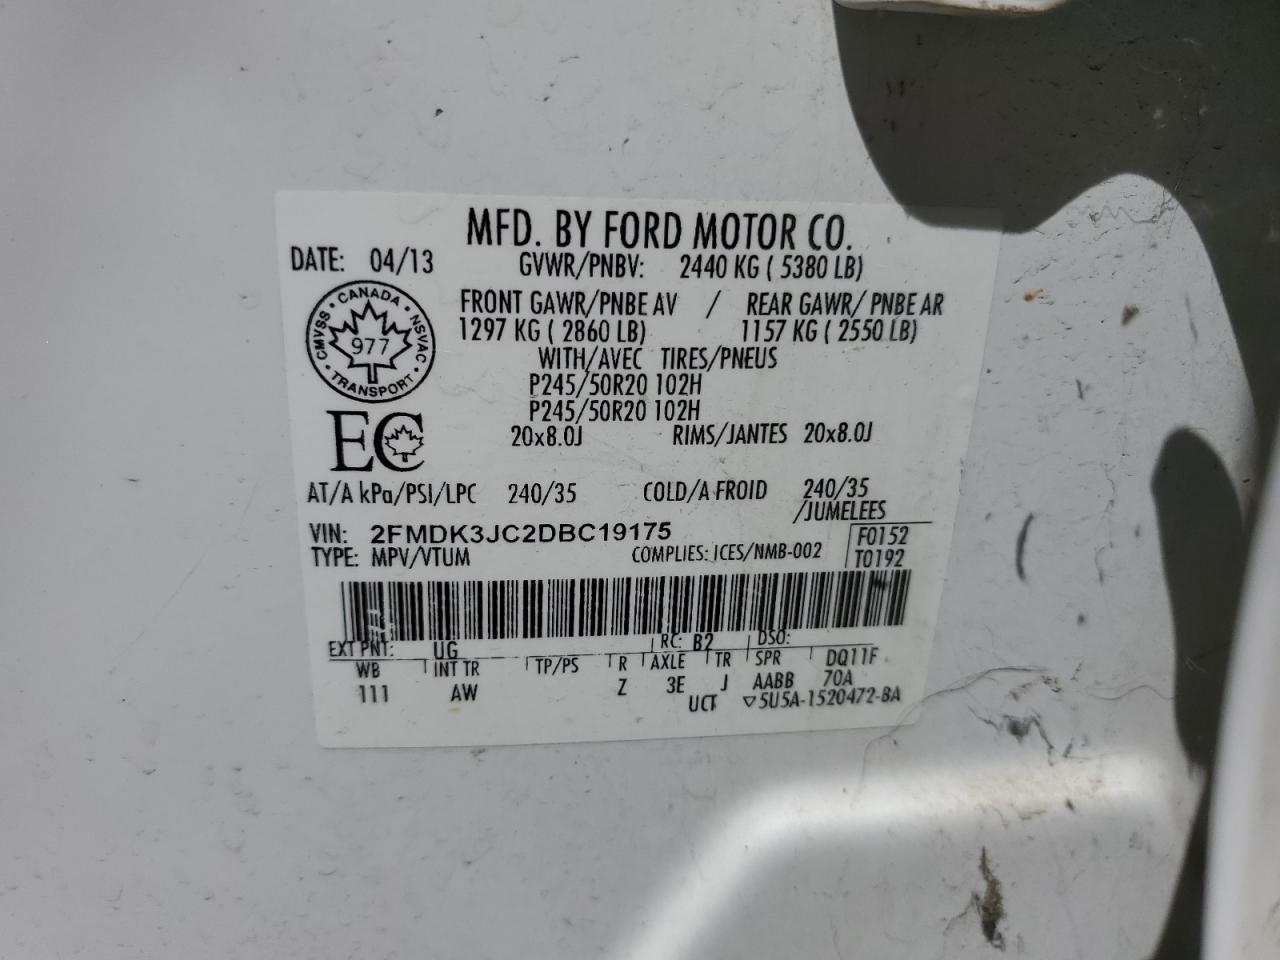 MFD. BY FORD MOTOR CO.
DATE: 04/13
GVWR/PNBV: 2440 KG ( 5380 LB)
CANADA
CMVSS • NSVAC
977
TRANSPORT
FRONT GAWR/PNBE AV / REAR GAWR/ PNBE AR
1297 KG ( 2860 LB) 1157 KG ( 2550 LB)
WITH/AVEC TIRES/PNEUS
P245/50R20 102H
P245/50R20 102H
EC
20x8.0J RIMS/JANTES 20x8.0J
AT/A kPa/PSI/LPC 240/35 COLD/A FROID 240/35
/JUMELEES
VIN: 2FMDK3JC2DBC19175
F0152
TYPE: MPV/VTUM COMPLIES: ICES/NMB-002
T0192
EXT PNT: UG RC: B2 DSO:
WB INT TR TP/PS R AXLE TR SPR DQ11F
111 AW Z 3E J AABB 70A
UCT ▽5U5A-1520472-BA